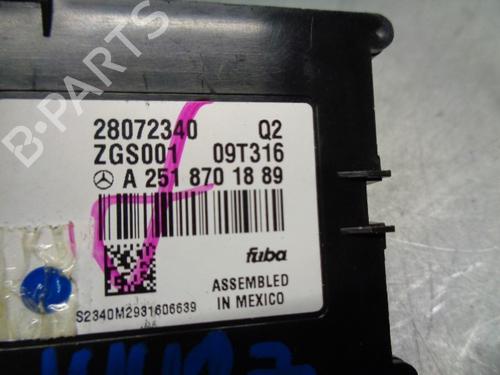 28072340 Q2
ZGS001 09T316
A 251 870 18 89
fuba
ASSEMBLED
IN MEXICO
S2340M2931606639
B PARTS